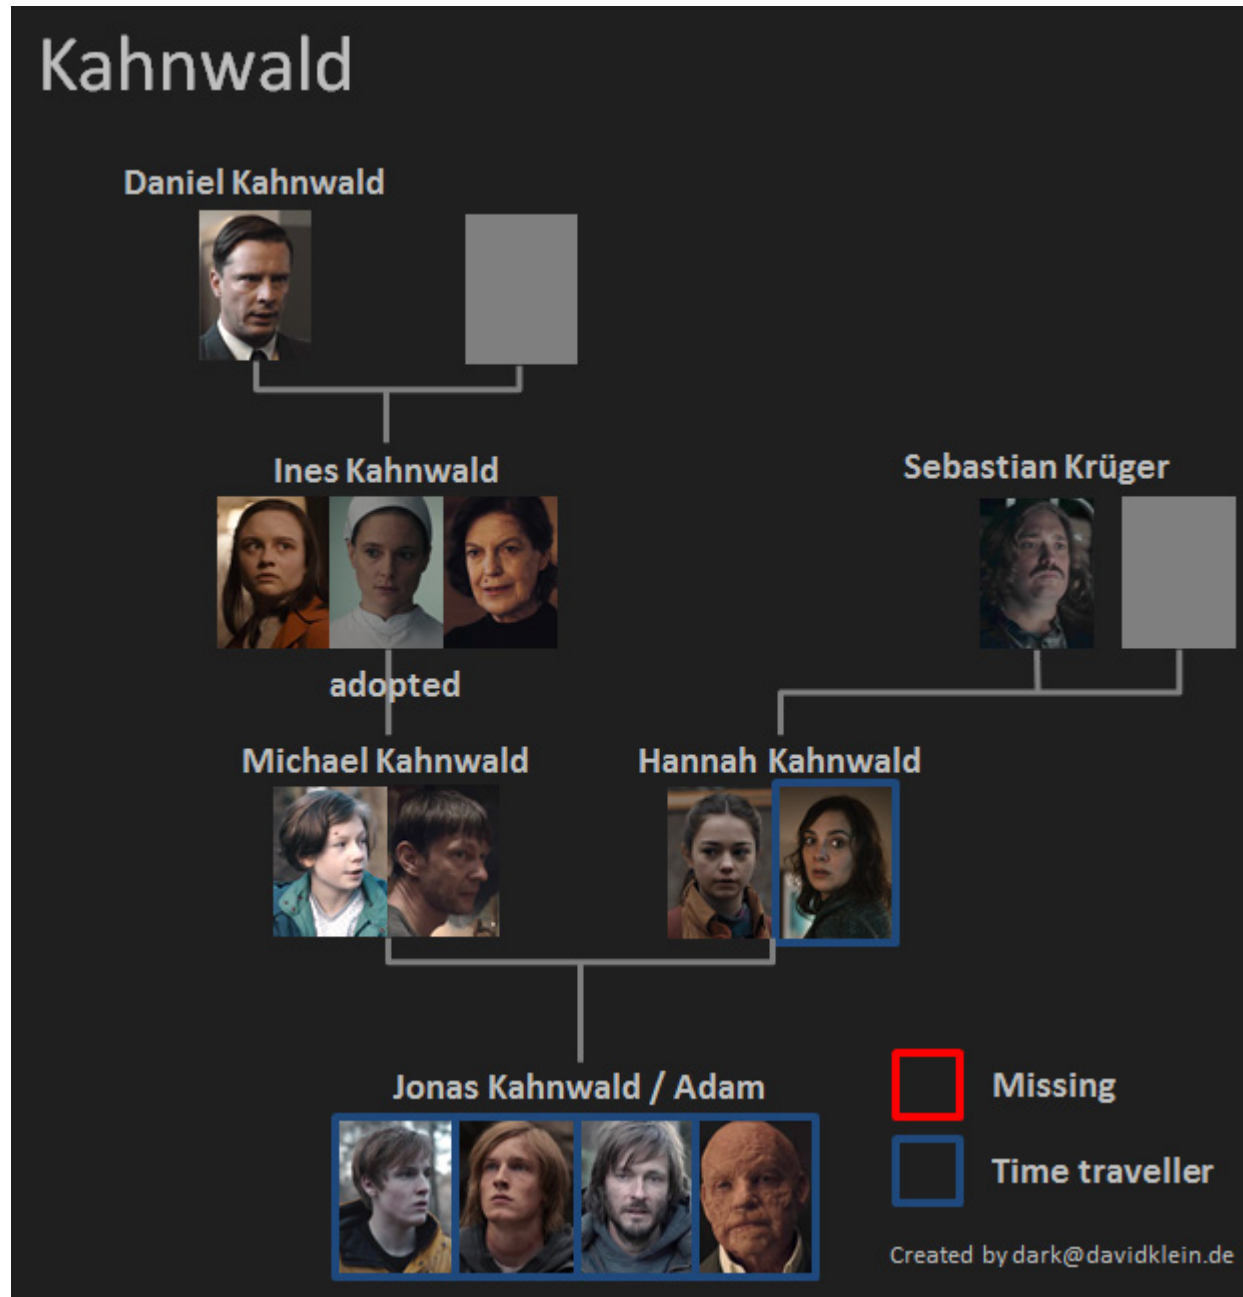 Kahnwald
Daniel Kahnwald
Ines Kahnwald
Sebastian Krüger
adopted
Michael Kahnwald
Hannah Kahnwald
Jonas Kahnwald / Adam
Missing
Time traveller
Created by dark@davidklein.de